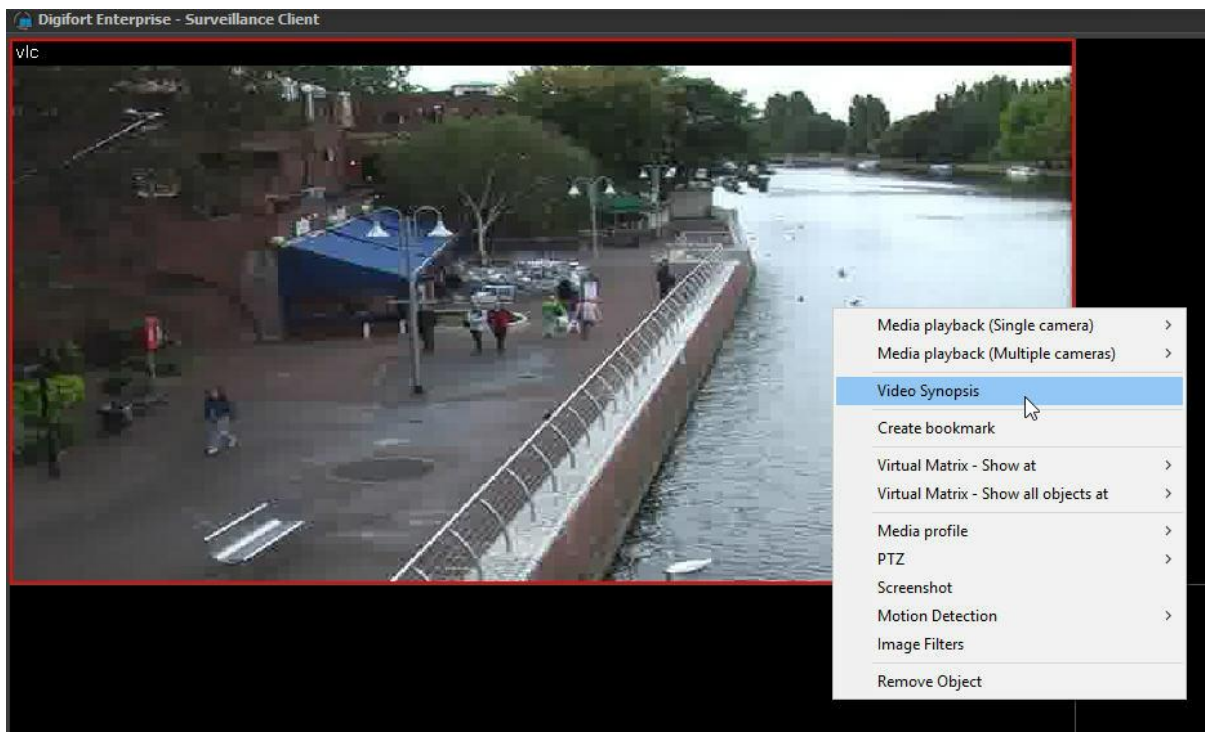 Digifort Enterprise - Surveillance Client
vlc
Media playback (Single camera)
Media playback (Multiple cameras)
Video Synopsis
Create bookmark
Virtual Matrix - Show at
Virtual Matrix - Show all objects at
Media profile
PTZ
Screenshot
Motion Detection
Image Filters
Remove Object